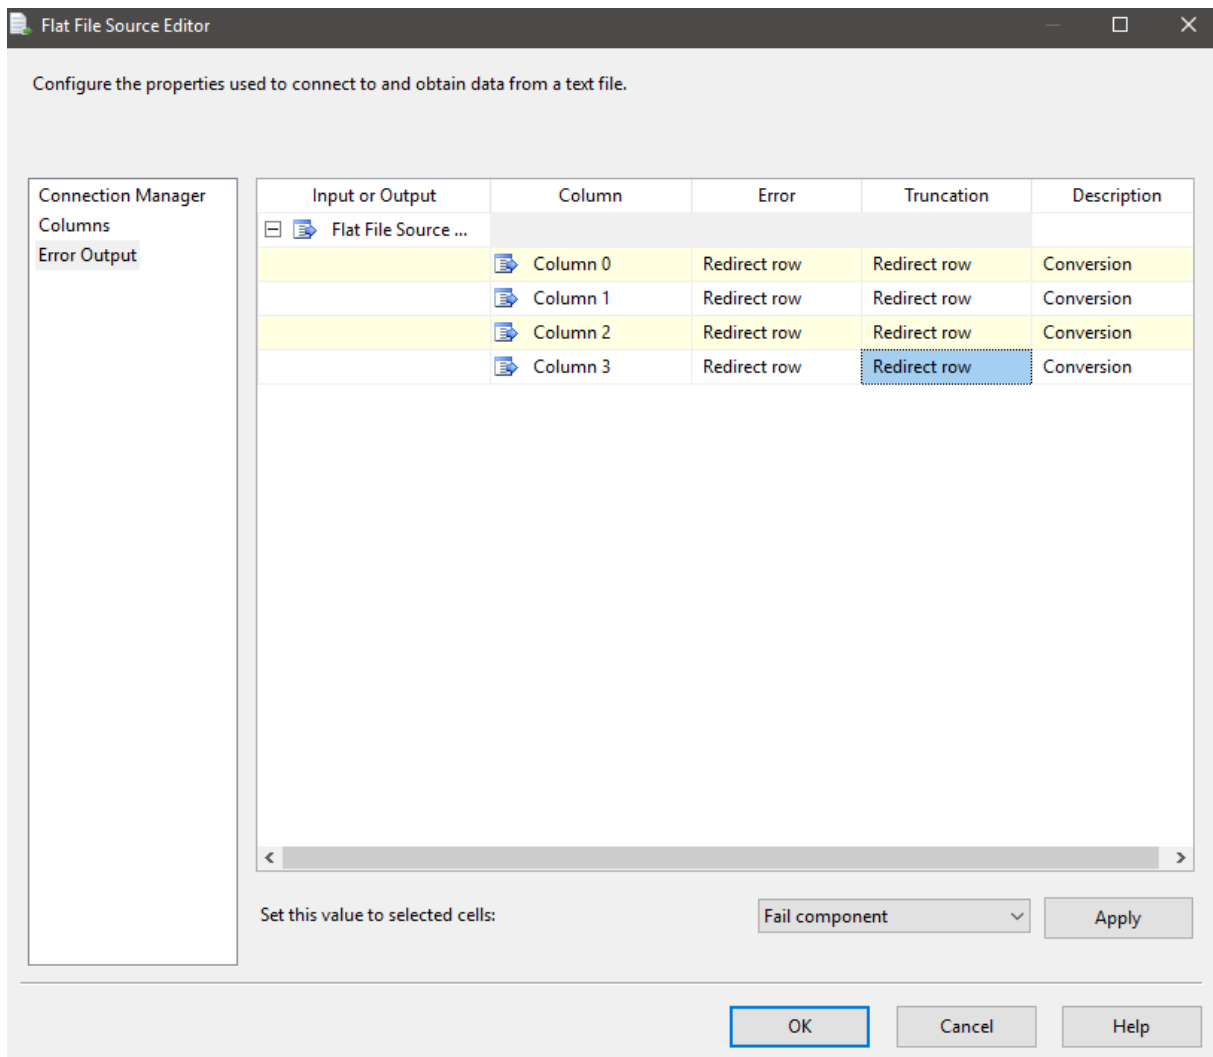 Flat File Source Editor
Configure the properties used to connect to and obtain data from a text file.
Connection Manager
Columns
Error Output
Input or Output Column Error Truncation Description
Flat File Source ...
Column 0 Redirect row Redirect row Conversion
Column 1 Redirect row Redirect row Conversion
Column 2 Redirect row Redirect row Conversion
Column 3 Redirect row Redirect row Conversion
Set this value to selected cells: Fail component Apply
OK Cancel Help